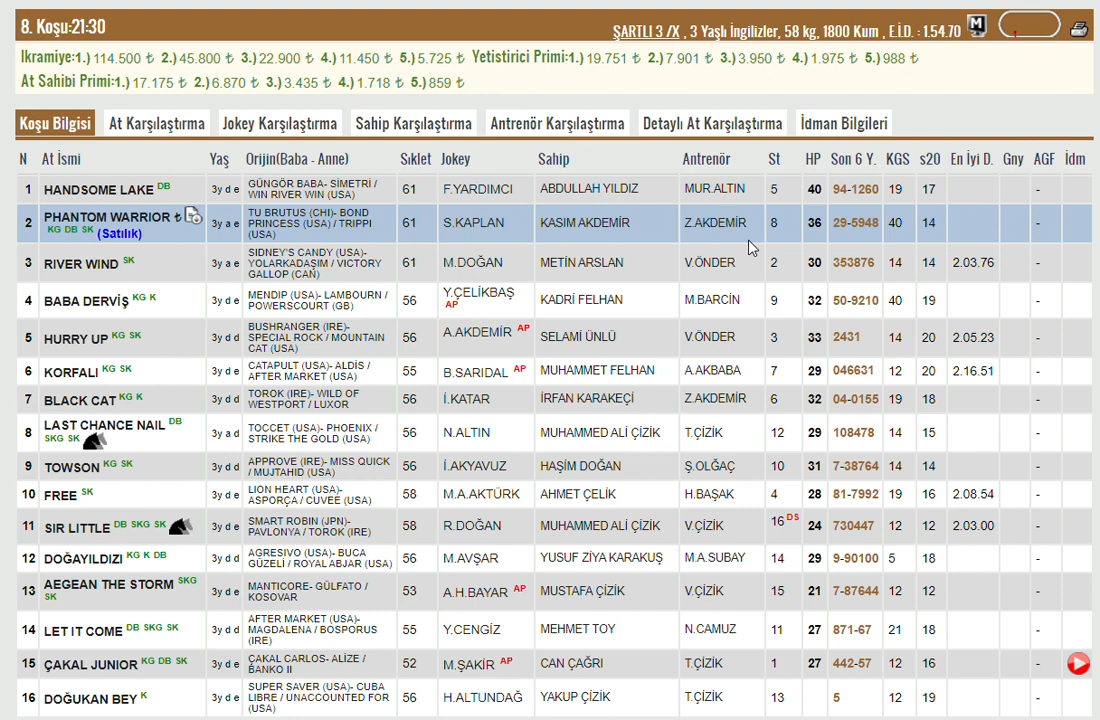 8. Koşu:21:30
ŞARTLI 3 /X , 3 Yaşlı İngilizler, 58 kg, 1800 Kum , E.İ.D. : 1.54.70
İkramiye:1.) 114.500 ₺ 2.) 45.800 ₺ 3.) 22.900 ₺ 4.) 11.450 ₺ 5.) 5.725 ₺ Yetistirici Primi:1.) 19.751 ₺ 2.) 7.901 ₺ 3.) 3.950 ₺ 4.) 1.975 ₺ 5.) 988 ₺
At Sahibi Primi:1.) 17.175 ₺ 2.) 6.870 ₺ 3.) 3.435 ₺ 4.) 1.718 ₺ 5.) 859 ₺
Koşu Bilgisi At Karşılaştırma Jokey Karşılaştırma Sahip Karşılaştırma Antrenör Karşılaştırma Detaylı At Karşılaştırma İdman Bilgileri
N At İsmi Yaş Orijin(Baba - Anne) Sıklet Jokey Sahip Antrenör St HP Son 6 Y. KGS s20 En İyi D. Gny AGF İdm
1 HANDSOME LAKE DB 3y d e GÜNGÖR BABA- SİMETRİ / WIN RIVER WIN (USA) 61 F.YARDIMCI ABDULLAH YILDIZ MUR.ALTIN 5 40 94-1260 19 17 -
2 PHANTOM WARRIOR ₺ KG DB SK (Satılık) 3y a e TU BRUTUS (CHI)- BOND PRINCESS (USA) / TRIPPI (USA) 61 S.KAPLAN KASIM AKDEMİR Z.AKDEMİR 8 36 29-5948 40 14 -
3 RIVER WIND SK 3y a e SIDNEY'S CANDY (USA)- YOLARKADAŞIM / VICTORY GALLOP (CAN) 61 M.DOĞAN METİN ARSLAN V.ÖNDER 2 30 353876 14 14 2.03.76 -
4 BABA DERVİŞ KG K 3y d e MENDIP (USA)- LAMBOURN / POWERSCOURT (GB) 56 Y.ÇELİKBAŞ AP KADRİ FELHAN M.BARCİN 9 32 50-9210 40 19 -
5 HURRY UP KG SK 3y d d BUSHRANGER (IRE)- SPECIAL ROCK / MOUNTAIN CAT (USA) 56 A.AKDEMİR AP SELAMİ ÜNLÜ V.ÖNDER 3 33 2431 14 20 2.05.23 -
6 KORFALI KG SK 3y d e CATAPULT (USA)- ALDİS / AFTER MARKET (USA) 55 B.SARIDAL AP MUHAMMET FELHAN A.AKBABA 7 29 046631 12 20 2.16.51 -
7 BLACK CAT KG K 3y d d TOROK (IRE)- WILD OF WESTPORT / LUXOR 56 İ.KATAR İRFAN KARAKEÇİ Z.AKDEMİR 6 32 04-0155 19 18 -
8 LAST CHANCE NAIL DB SKG SK 3y a d TOCCET (USA)- PHOENIX / STRIKE THE GOLD (USA) 56 N.ALTIN MUHAMMED ALİ ÇİZİK T.ÇİZİK 12 29 108478 14 15 -
9 TOWSON KG SK 3y d d APPROVE (IRE)- MISS QUICK / MUJTAHID (USA) 56 İ.AKYAVUZ HAŞİM DOĞAN Ş.OLĞAÇ 10 31 7-38764 14 14 -
10 FREE SK 3y d e LION HEART (USA)- ASPORÇA / CUVEE (USA) 58 M.A.AKTÜRK AHMET ÇELİK H.BAŞAK 4 28 81-7992 19 16 2.08.54 -
11 SIR LITTLE DB SKG SK 3y d e SMART ROBIN (JPN)- PAVLONYA / TOROK (IRE) 58 R.DOĞAN MUHAMMED ALİ ÇİZİK V.ÇİZİK 16 DS 24 730447 12 12 2.03.00 -
12 DOĞAYILDIZI KG K DB 3y d d AGRESIVO (USA)- BUCA GÜZELİ / ROYAL ABJAR (USA) 56 M.AVŞAR YUSUF ZİYA KARAKUŞ M.A.SUBAY 14 29 9-90100 5 18 -
13 AEGEAN THE STORM SKG SK 3y d e MANTICORE- GÜLFATO / KOSOVAR 53 A.H.BAYAR AP MUSTAFA ÇİZİK V.ÇİZİK 15 21 7-87644 12 12 -
14 LET IT COME DB SKG SK 3y d d AFTER MARKET (USA)- MAGDALENA / BOSPORUS (IRE) 55 Y.CENGİZ MEHMET TOY N.CAMUZ 11 27 871-67 21 18 -
15 ÇAKAL JUNIOR KG DB SK 3y d e ÇAKAL CARLOS- ALİZE / BANKO II 52 M.ŞAKİR AP CAN ÇAĞRI T.ÇİZİK 1 27 442-57 12 16 -
16 DOĞUKAN BEY K 3y d e SUPER SAVER (USA)- CUBA LIBRE / UNACCOUNTED FOR (USA) 56 H.ALTUNDAĞ YAKUP ÇİZİK T.ÇİZİK 13 5 12 19 -